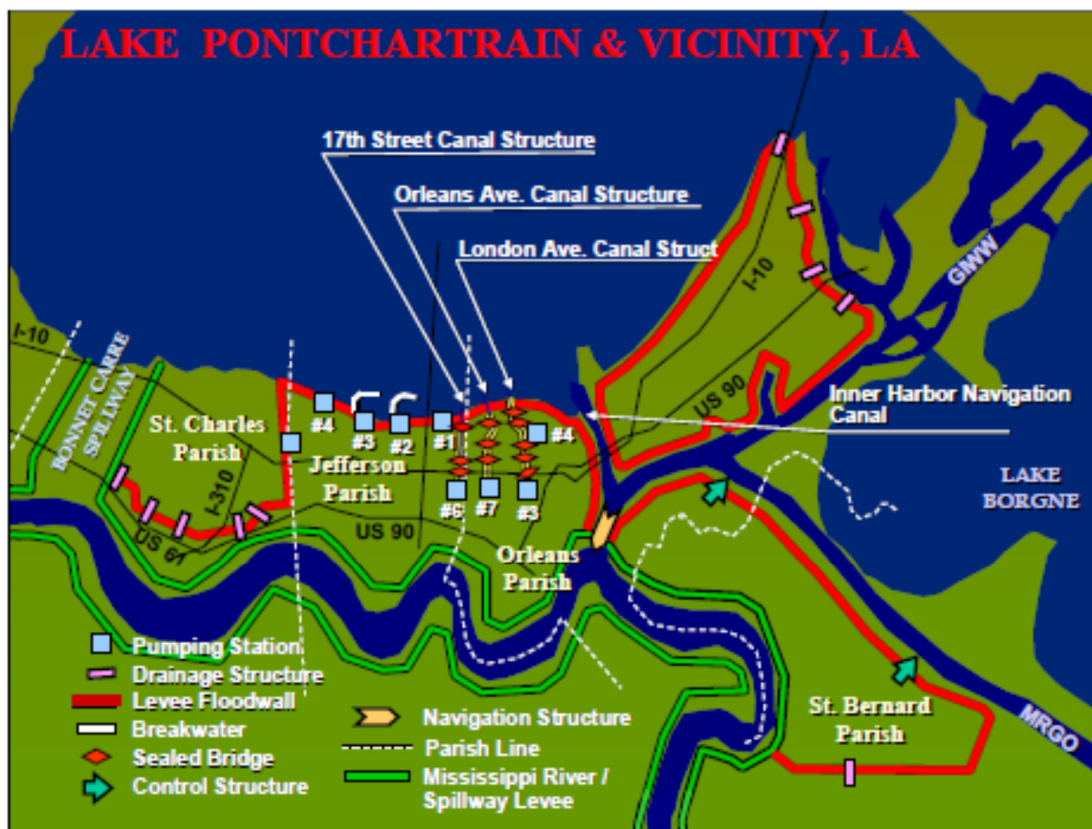 LAKE PONTCHARTRAIN & VICINITY, LA
17th Street Canal Structure
Orleans Ave. Canal Structure
London Ave. Canal Struct
I-10
GIWW
I-10
BONNET CARRE
SPILLWAY
US 90
Inner Harbor Navigation
Canal
St. Charles
Parish
#4
#3
#2
#1
#4
Jefferson
Parish
LAKE
BORGNE
I-310
US 61
US 90
#6
#7
#3
Orleans
Parish
Pumping Station
Drainage Structure
Levee Floodwall
Breakwater
Sealed Bridge
Control Structure
Navigation Structure
Parish Line
Mississippi River /
Spillway Levee
St. Bernard
Parish
MRGO